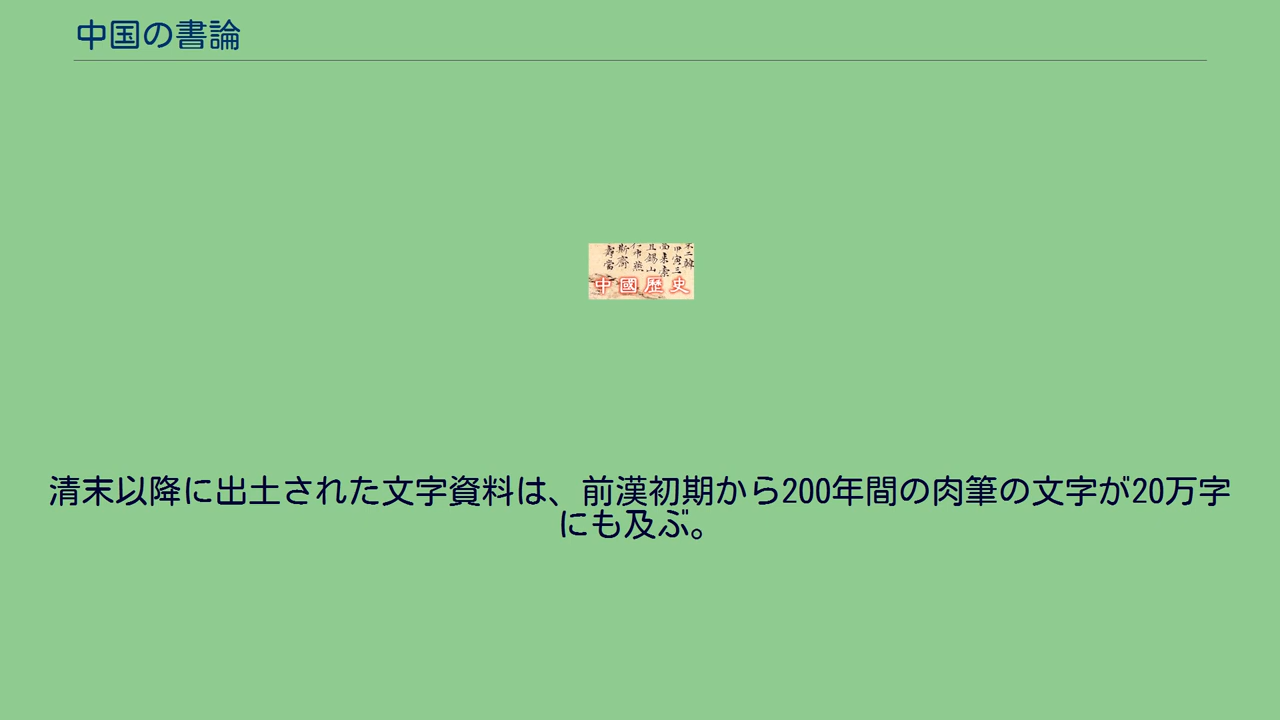 中国の書論
中國歷史
清末以降に出土された文字資料は、前漢初期から200年間の肉筆の文字が20万字
にも及ぶ。